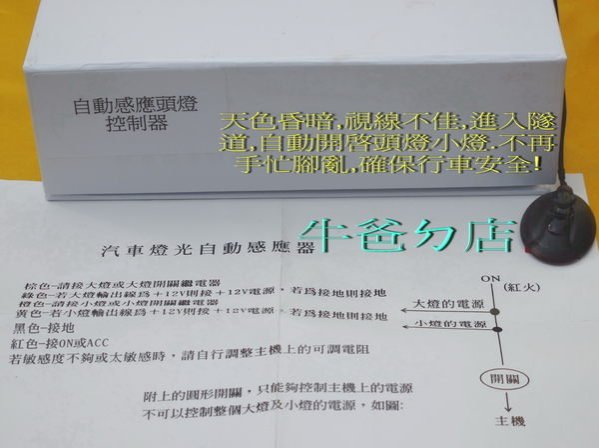 自動感應頭燈
控制器
天色昏暗,視線不佳,進入隧
道,自動開啓頭燈小燈.不再
手忙腳亂,確保行車安全!
牛爸ㄉ店
汽車燈光自動感應器
棕色-請接大燈或大燈開關繼電器
綠色-若大燈輸出線爲+12V則接+12V電源，若爲接地則接地
橙色-請接小燈或小燈開關繼電器
黄色-若小燈輸出線爲+12V則接+12V電源，若爲接地則接地
黑色-接地
紅色-接ON或ACC
若敏感度不夠或太敏感時，請自行調整主機上的可調電阻
附上的圓形開關，只能夠控制主機上的電源
不可以控制整個大燈及小燈的電源，如圖:
ON
(紅火)
大燈的電源
小燈的電源
開關
主機